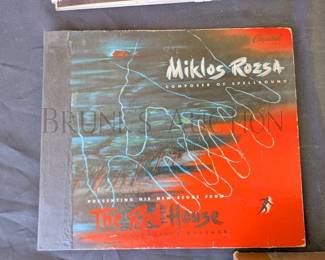 Capitol
MIKLOS ROZSA
COMPOSER OF SPELLBOUND
BRUNK'S AUCTION
PRESENTING HIS NEW SCORE FROM
THE RED House